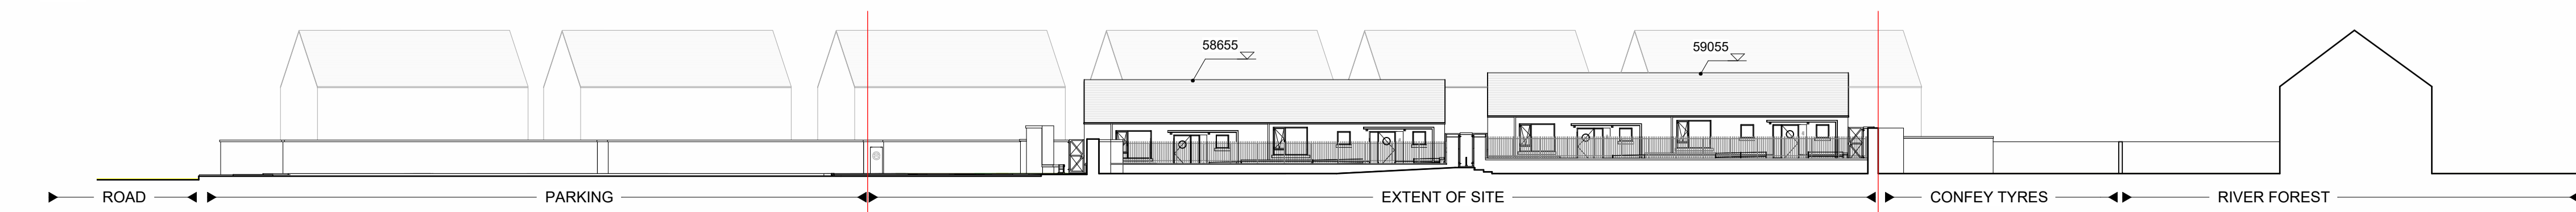 58655
59055
ROAD
PARKING
EXTENT OF SITE
CONFEY TYRES
RIVER FOREST